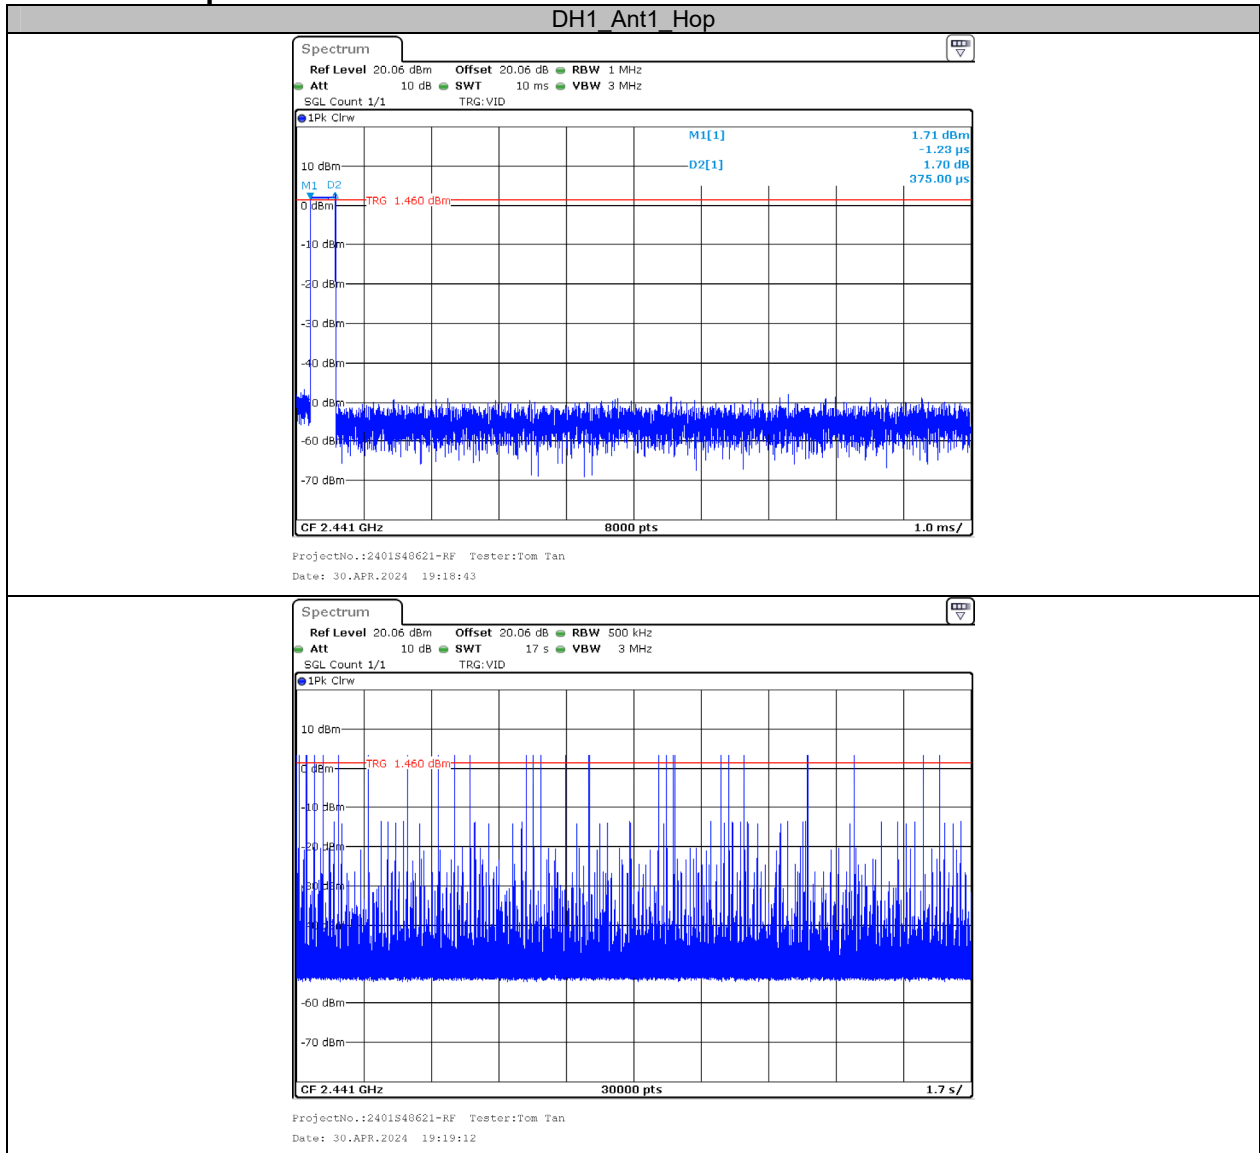 DH1_Ant1_Hop
Spectrum
Ref Level 20.06 dBm Offset 20.06 dB RBW 1 MHz
Att 10 dB SWT 10 ms VBW 3 MHz
SGL Count 1/1 TRG:VID
1Pk Clrw
M1[1] 1.71 dBm
-1.23 µs
10 dBm D2[1] 1.70 dB
375.00 µs
M1 D2
TRG 1.460 dBm
0 dBm
-10 dBm
-20 dBm
-30 dBm
-40 dBm
-60 dBm
-70 dBm
CF 2.441 GHz 8000 pts 1.0 ms/
ProjectNo.:2401S48621-RF Tester:Tom Tan
Date: 30.APR.2024 19:18:43
Spectrum
Ref Level 20.06 dBm Offset 20.06 dB RBW 500 kHz
Att 10 dB SWT 17 s VBW 3 MHz
SGL Count 1/1 TRG:VID
1Pk Clrw
10 dBm
TRG 1.460 dBm
0 dBm
-10 dBm
-20 dBm
-30 dBm
-60 dBm
-70 dBm
CF 2.441 GHz 30000 pts 1.7 s/
ProjectNo.:2401S48621-RF Tester:Tom Tan
Date: 30.APR.2024 19:19:12